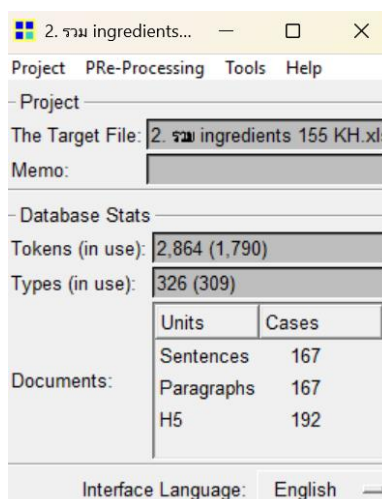 2. รวม ingredients...
Project PRe-Processing Tools Help
Project
The Target File: 2. รวม ingredients 155 KH.xls
Memo:
Database Stats
Tokens (in use): 2,864 (1,790)
Types (in use): 326 (309)
Units Cases
Sentences 167
Documents: Paragraphs 167
H5 192
Interface Language: English